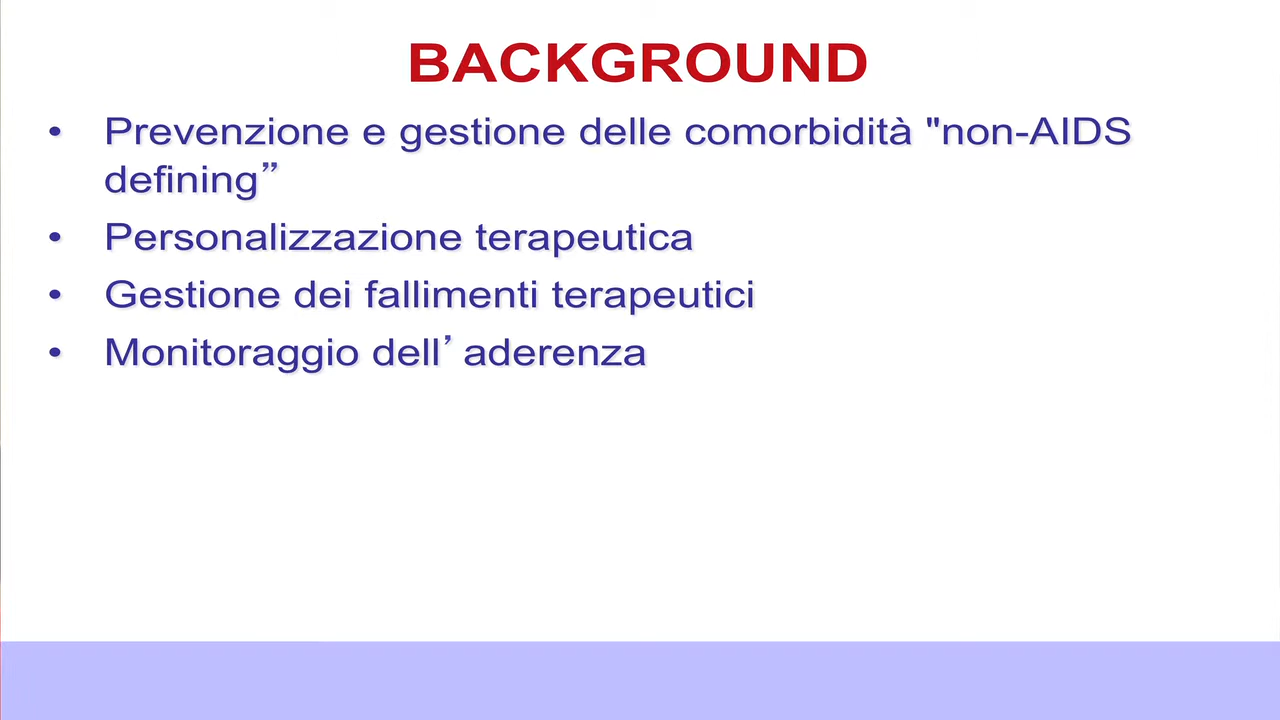 BACKGROUND
• Prevenzione e gestione delle comorbidità "non-AIDS
defining”
• Personalizzazione terapeutica
• Gestione dei fallimenti terapeutici
• Monitoraggio dell’aderenza